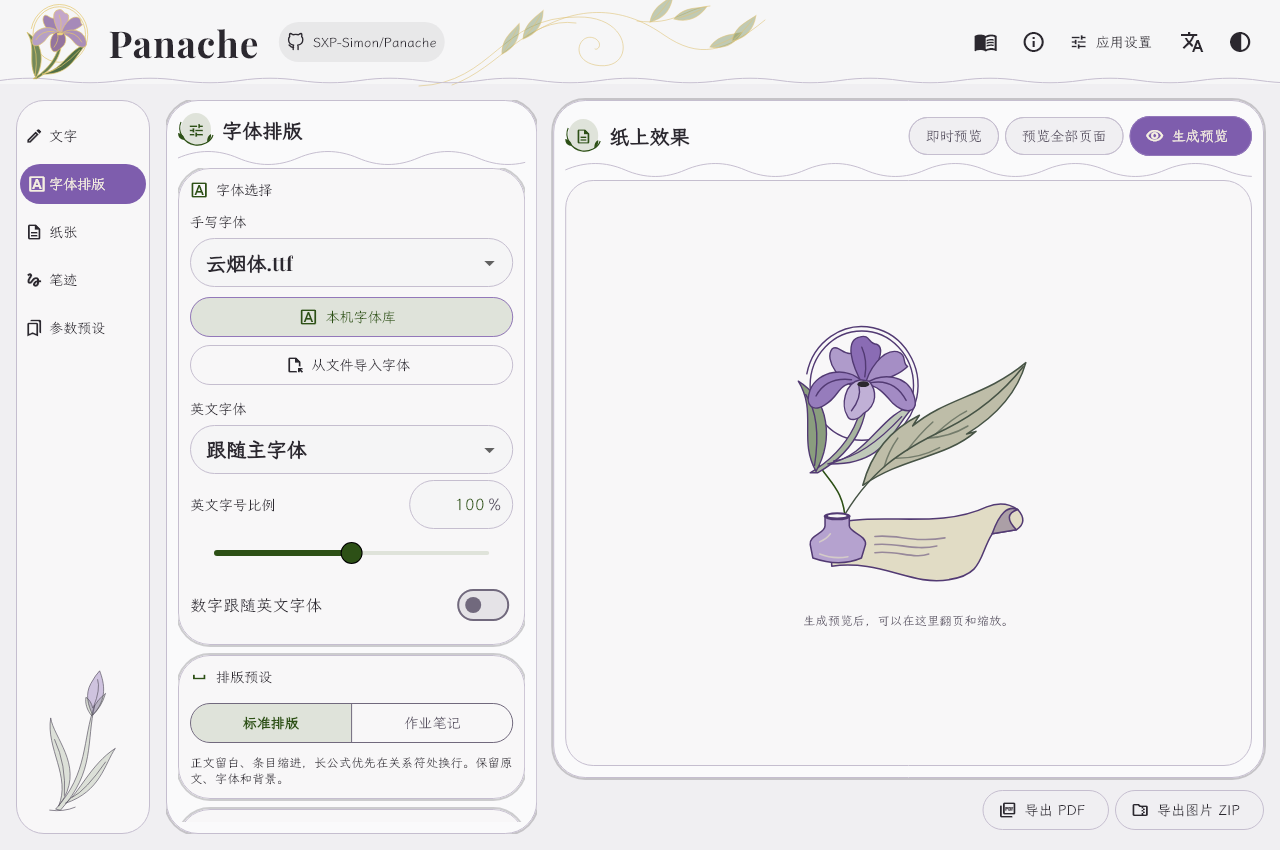 Panache
SXP-Simon/Panache
应用设置
文字
字体排版
纸张
笔迹
参数预设
字体排版
字体选择
手写字体
云烟体.ttf
本机字体库
从文件导入字体
英文字体
跟随主字体
英文字号比例
100 %
数字跟随英文字体
排版预设
标准排版
作业笔记
正文留白、条目缩进，长公式优先在关系符处换行。保留原
文、字体和背景。
纸上效果
即时预览
预览全部页面
生成预览
生成预览后，可以在这里翻页和缩放。
导出 PDF
导出图片 ZIP